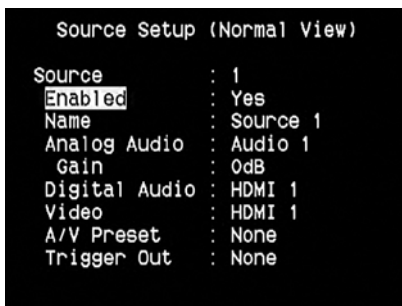 Source Setup (Normal View)
Source : 1
Enabled : Yes
Name : Source 1
Analog Audio : Audio 1
Gain : 0dB
Digital Audio : HDMI 1
Video : HDMI 1
A/V Preset : None
Trigger Out : None